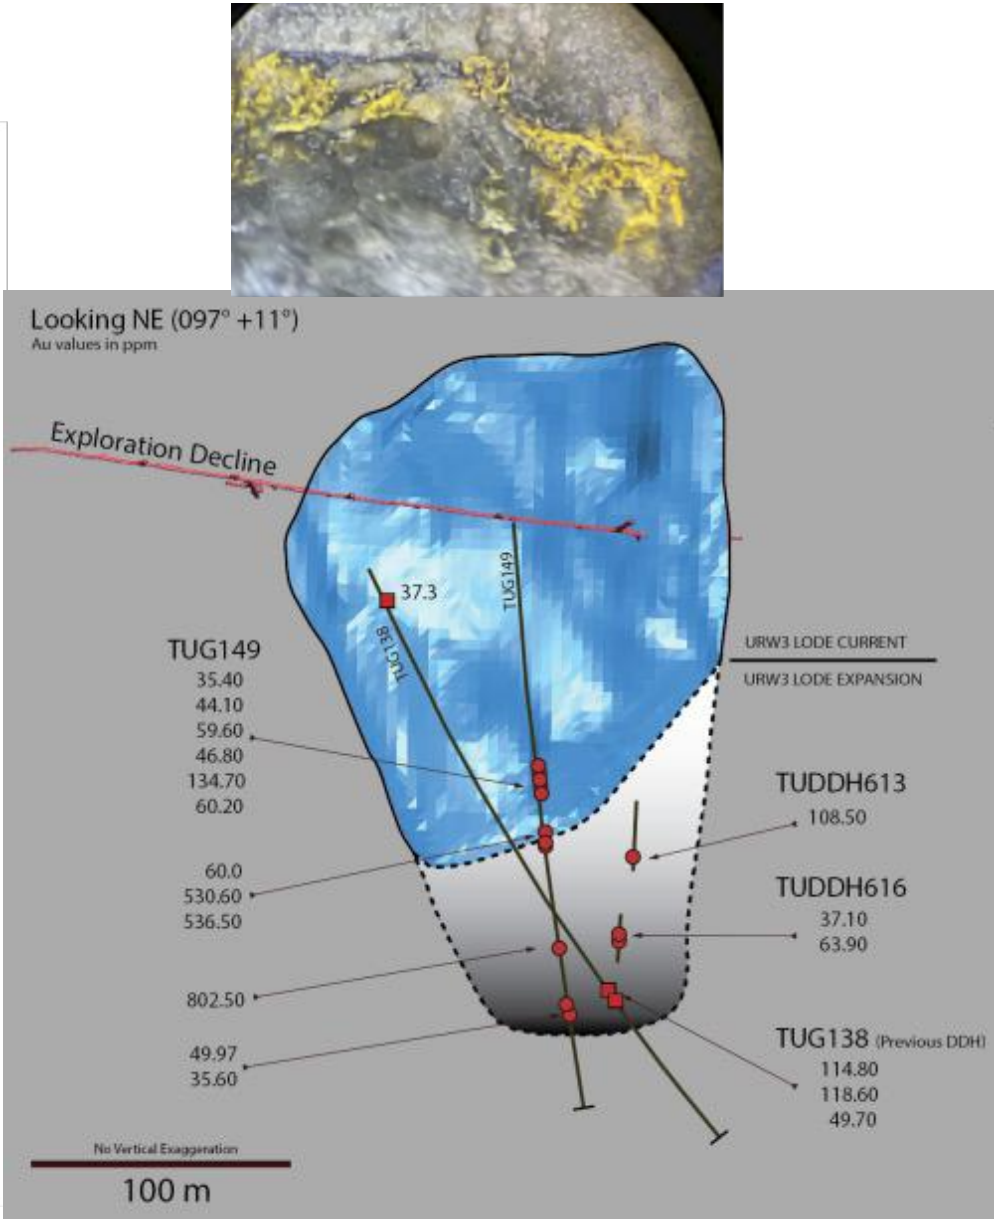 Looking NE (097° +11°)
Au values in ppm
Exploration Decline
37.3
TUG149
TUG138
TUG149
35.40
44.10
59.60
46.80
134.70
60.20
60.0
530.60
536.50
802.50
49.97
35.60
URW3 LODE CURRENT
URW3 LODE EXPANSION
TUDDH613
108.50
TUDDH616
37.10
63.90
TUG138 (Previous DDH)
114.80
118.60
49.70
No Vertical Exaggeration
100 m